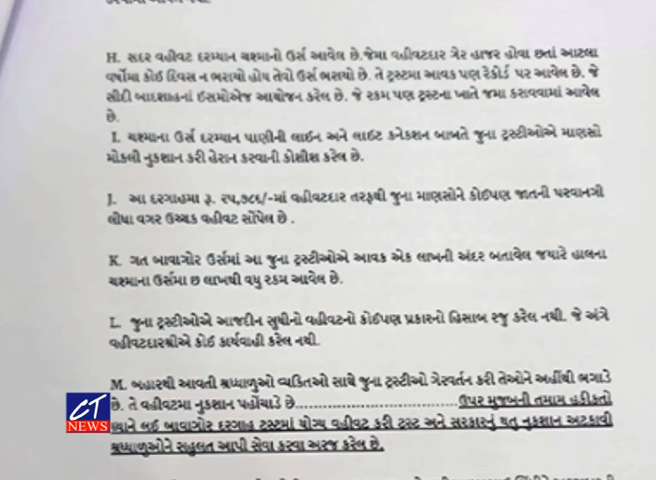 H. સદર વહીવટ દરમ્યાન ચશ્માનો ઉર્સ આવેલ છે.જેમા વહીવટદાર ગેર હાજર હોવા છતાં આટલા
વર્ષોમા કોઈ દિવસ ન ભરાયો હોય તેવો ઉર્સ ભરાયો છે. તે ટ્રસ્ટમા આવક પણ રેકોર્ડ પર આવેલ છે. જે
સીદી બાદશાહનાં ઈસમોએજ આયોજન કરેલ છે. જે રકમ પણ ટ્રસ્ટના ખાતે જમા કરાવવામાં આવેલ
છે.
I. ચશ્માના ઉર્સ દરમ્યાન પાણીની લાઈન અને લાઈટ કનેકશન બાબતે જુના ટ્રસ્ટીઓએ માણસો
મોકલી નુકશાન કરી હેરાન કરવાની કોશીશ કરેલ છે.
J. આ દરગાહમા રૂ. ૨૫,૭૮૬/-માં વહીવટદાર તરફથી જુના માણસોને કોઈપણ જાતની પરવાનગી
લીધા વગર ઉચ્ચક વહીવટ સોંપેલ છે .
K. ગત બાવાગોર ઉર્સમાં આ જુના ટ્રસ્ટીઓએ આવક એક લાખની અંદર બતાવેલ જયારે હાલના
ચશ્માના ઉર્સમા છ લાખથી વધુ રકમ આવેલ છે.
L. જુના ટ્રસ્ટીઓએ આજદીન સુધીનો વહીવટનો કોઈપણ પ્રકારનો હિસાબ રજુ કરેલ નથી. જે અંગે
વહીવટદારશ્રીએ કોઈ કાર્યવાહી કરેલ નથી.
M. બહારથી આવતી શ્રધ્ધાળુઓ વ્યકિતઓ સાથે જુના ટ્રસ્ટીઓ ગેરવર્તન કરી તેઓને અહીંથી ભગાડે
છે. તે વહીવટમા નુકશાન પહોંચાડે છે.................................ઉપર મુજબની તમામ હકીકતો
ધ્યાને લઈ બાવાગોર દરગાહ ટ્રસ્ટમાં યોગ્ય વહીવટ કરી ટ્રસ્ટ અને સરકારનું થતુ નુકશાન અટકાવી
શ્રધ્ધાળુઓને સહુલત આપી સેવા કરવા અરજ કરેલ છે.
CT
NEWS